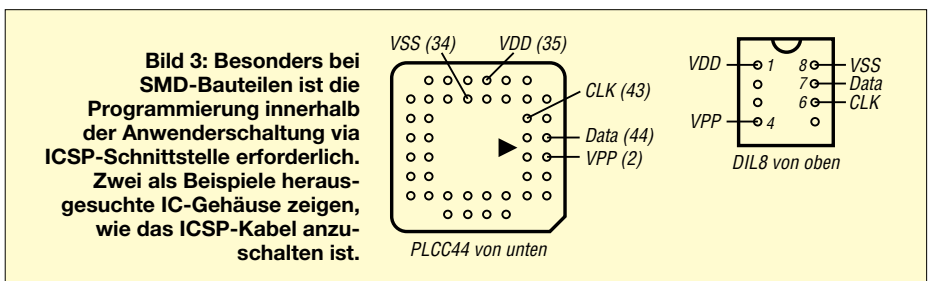 Bild 3: Besonders bei
SMD-Bauteilen ist die
Programmierung innerhalb
der Anwenderschaltung via
ICSP-Schnittstelle erforderlich.
Zwei als Beispiele heraus-
gesuchte IC-Gehäuse zeigen,
wie das ICSP-Kabel anzu-
schalten ist.
VSS (34) VDD (35)
CLK (43)
Data (44)
VPP (2)
PLCC44 von unten
VDD 1 8 VSS
7 Data
6 CLK
VPP 4
DIL8 von oben